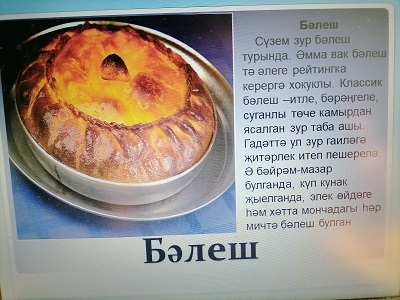 Бәлеш
Сүзем зур бәлеш
турында. Әмма вак бәлеш
тә әлеге рейтингка
керергә хокуклы. Классик
бәлеш –итле, бәрәңгеле,
суганлы төче камырдан
ясалган зур таба ашы.
Гадәттә ул зур гаиләгә
җитәрлек итеп пешерелә.
Ә бәйрәм-мазар
булганда, күп кунак
җыелганда, элек өйдәге
һәм хәтта мончадагы һәр
мичтә бәлеш булган
Бәлеш